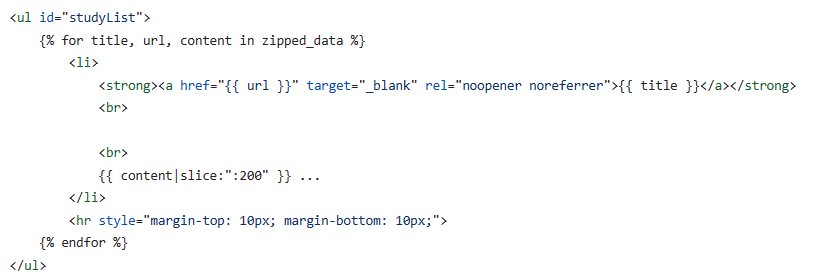 <ul id="studyList">
    {% for title, url, content in zipped_data %}
        <li>
            <strong><a href="{{ url }}" target="_blank" rel="noopener noreferrer">{{ title }}</a></strong>
            <br>

            <br>
            {{ content|slice:":200" }} ...
        </li>
        <hr style="margin-top: 10px; margin-bottom: 10px;">
    {% endfor %}
</ul>